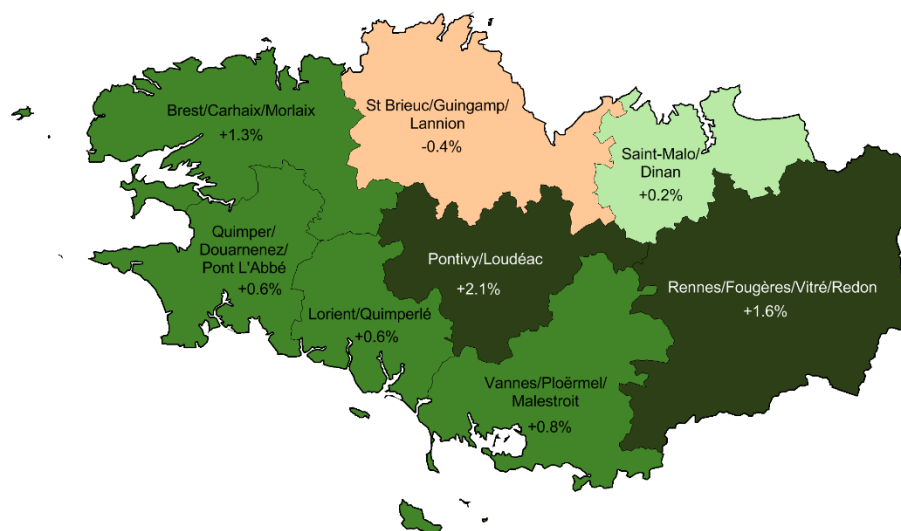 Brest/Carhaix/Morlaix
+1.3%
St Brieuc/Guingamp/
Lannion
-0.4%
Saint-Malo/
Dinan
+0.2%
Quimper/
Douarnenez/
Pont L'Abbé
+0.6%
Pontivy/Loudéac
+2.1%
Rennes/Fougères/Vitré/Redon
+1.6%
Lorient/Quimperlé
+0.6%
Vannes/Ploërmel/
Malestroit
+0.8%